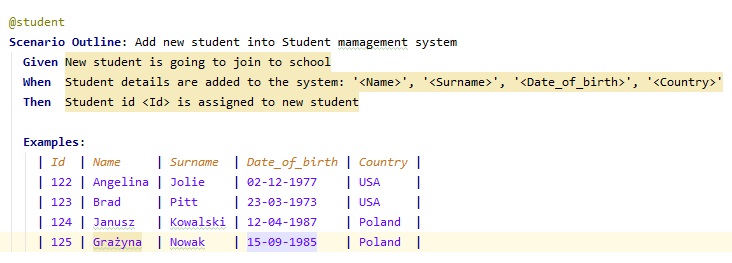 @student
Scenario Outline: Add new student into Student mamagement system
Given New student is going to join to school
When Student details are added to the system: '<Name>', '<Surname>', '<Date_of_birth>', '<Country>'
Then Student id <Id> is assigned to new student
Examples:
| Id | Name | Surname | Date_of_birth | Country |
| 122 | Angelina | Jolie | 02-12-1977 | USA |
| 123 | Brad | Pitt | 23-03-1973 | USA |
| 124 | Janusz | Kowalski | 12-04-1987 | Poland |
| 125 | Grażyna | Nowak | 15-09-1985 | Poland |